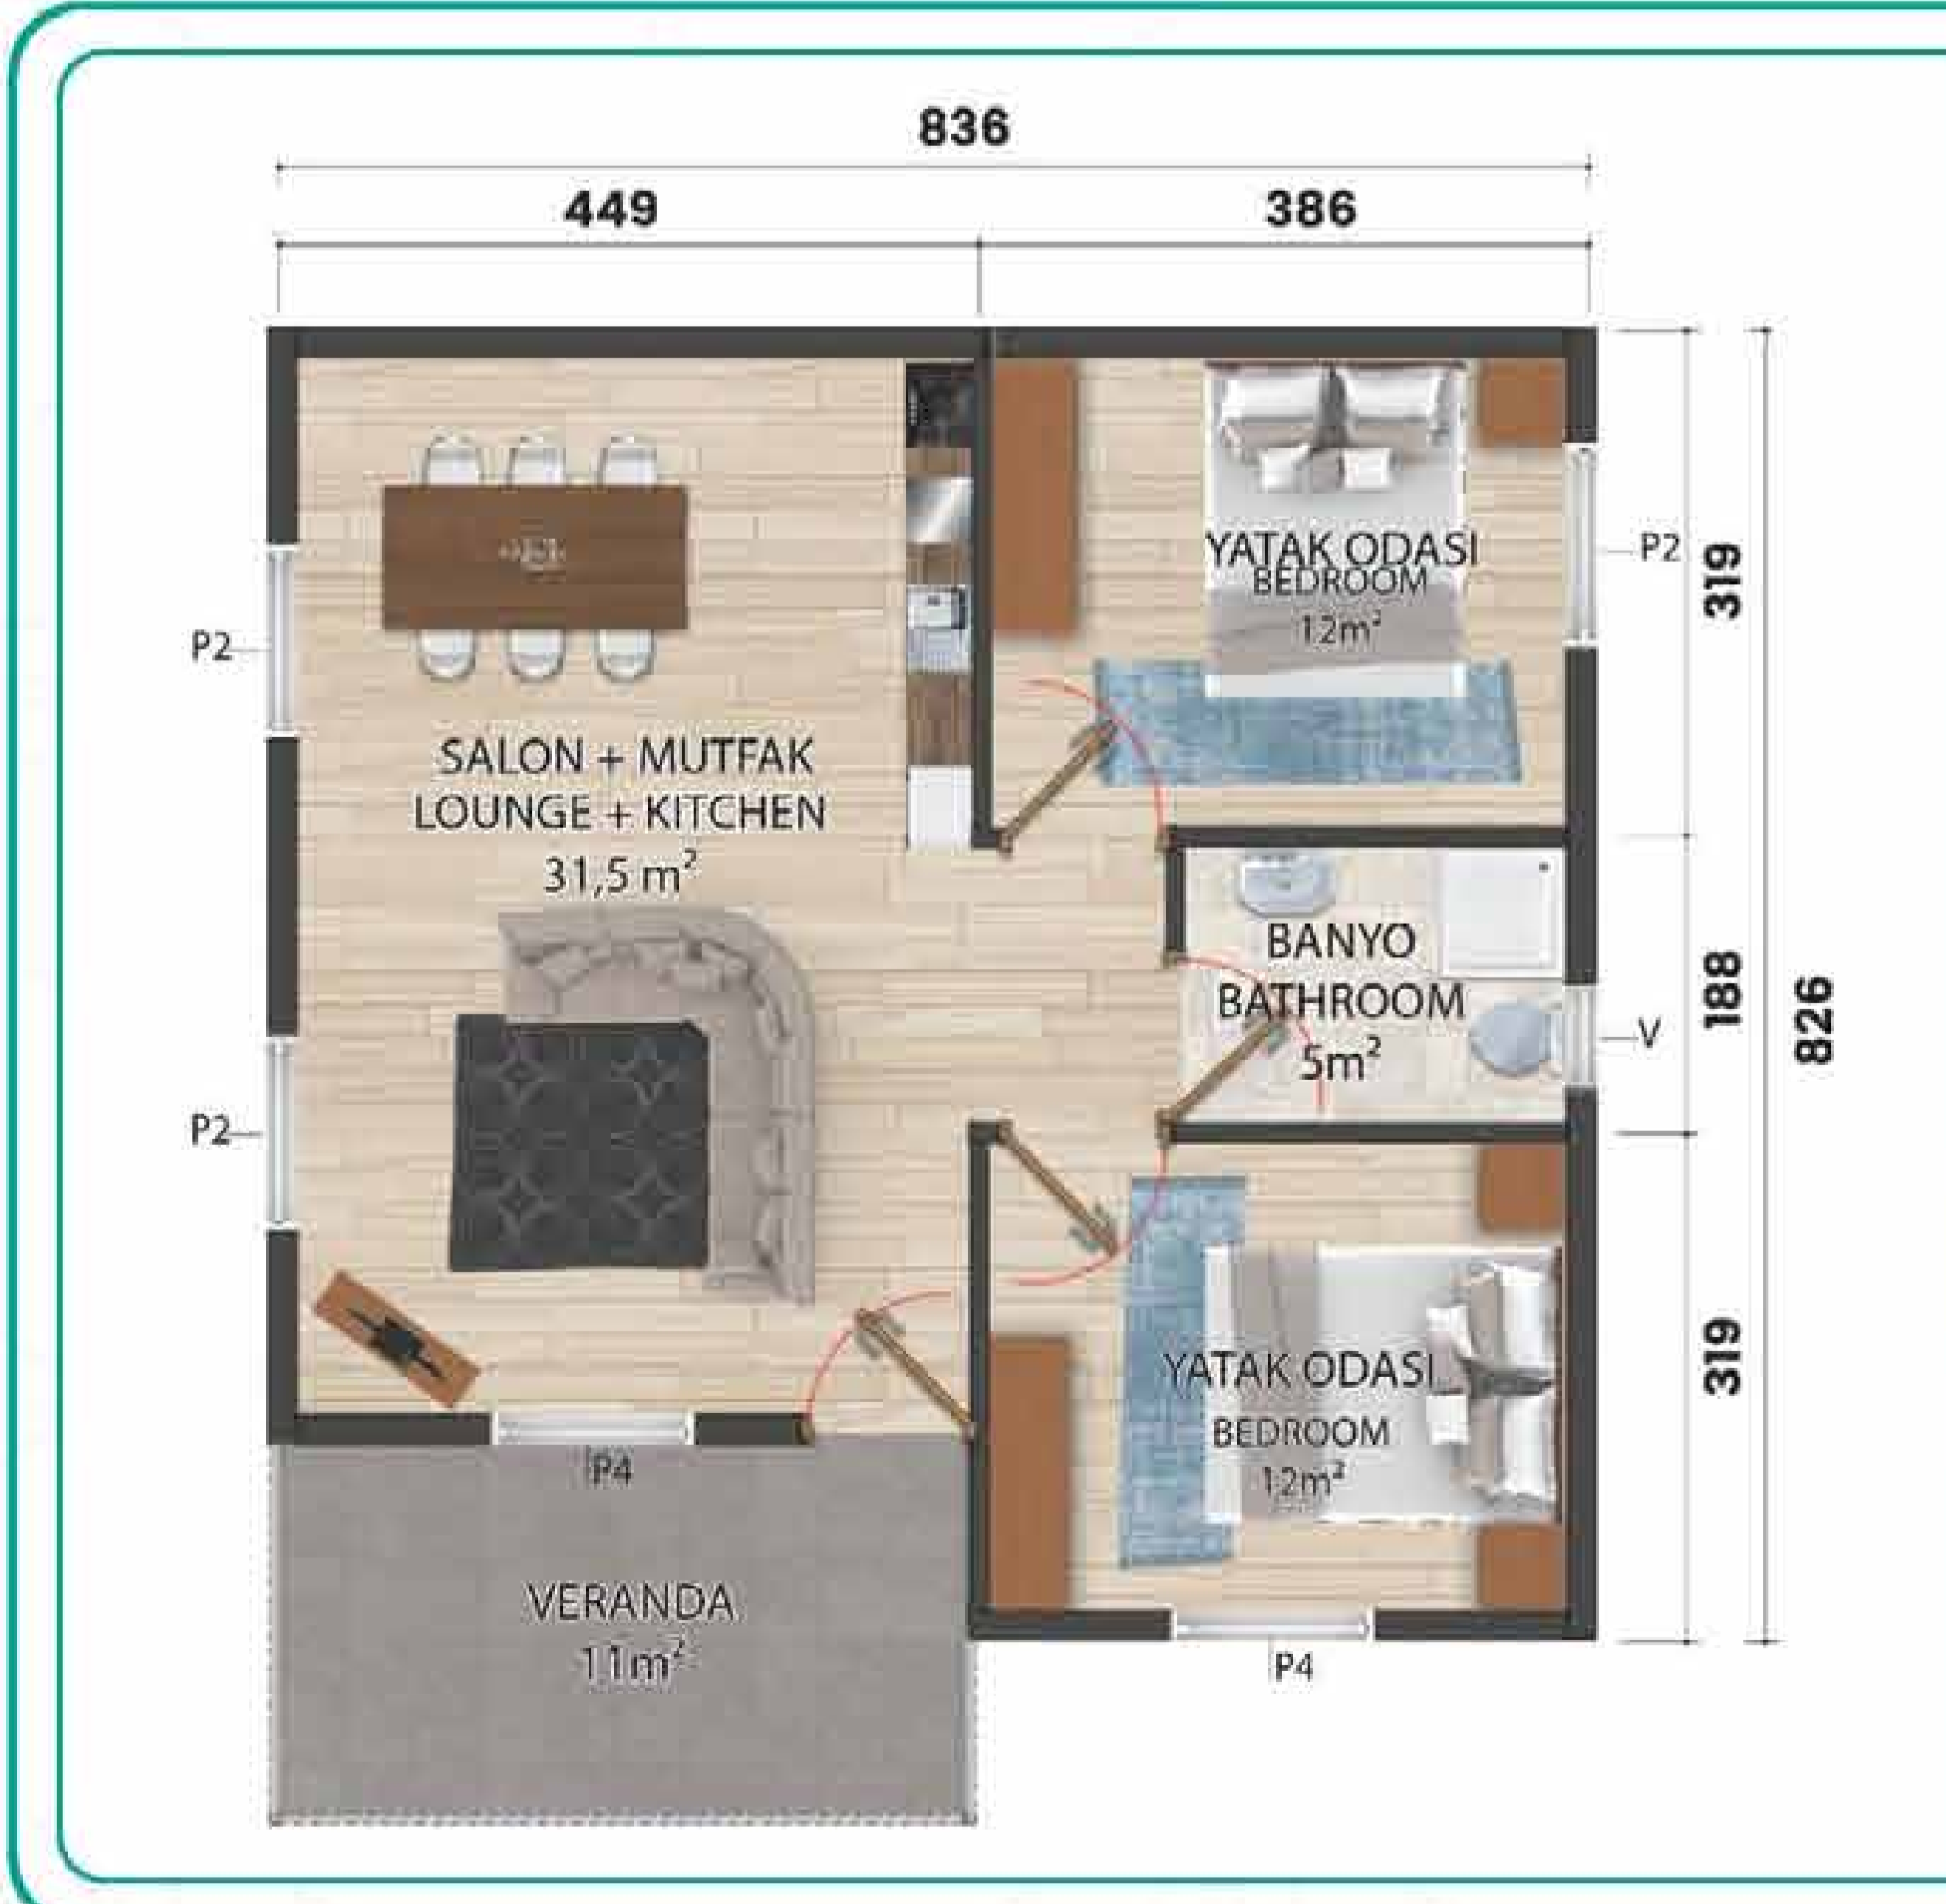 836
449
386
P2
YATAK ODASI
BEDROOM
12m²
P2
319
SALON + MUTFAK
LOUNGE + KITCHEN
31,5 m²
BANYO
BATHROOM
5m²
V
188
826
P2
YATAK ODASI
BEDROOM
12m²
319
P4
VERANDA
11m²
P4